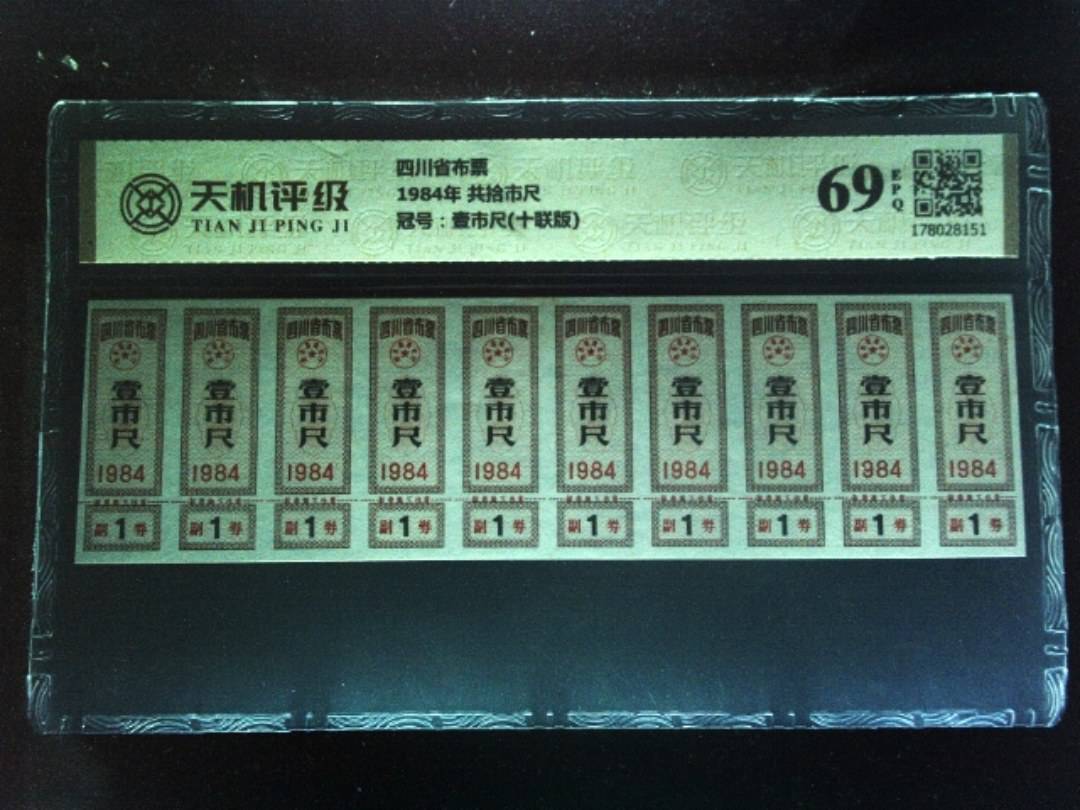 天机评级
TIAN JI PING JI
四川省布票
1984年 共拾市尺
冠号：壹市尺(十联版)
69
EPQ
178028151
四川省布票 四川省布票 四川省布票 四川省布票 四川省布票 四川省布票 四川省布票 四川省布票 四川省布票 四川省布票
壹市尺 壹市尺 壹市尺 壹市尺 壹市尺 壹市尺 壹市尺 壹市尺 壹市尺 壹市尺
1984 1984 1984 1984 1984 1984 1984 1984 1984 1984
副1券 副1券 副1券 副1券 副1券 副1券 副1券 副1券 副1券 副1券